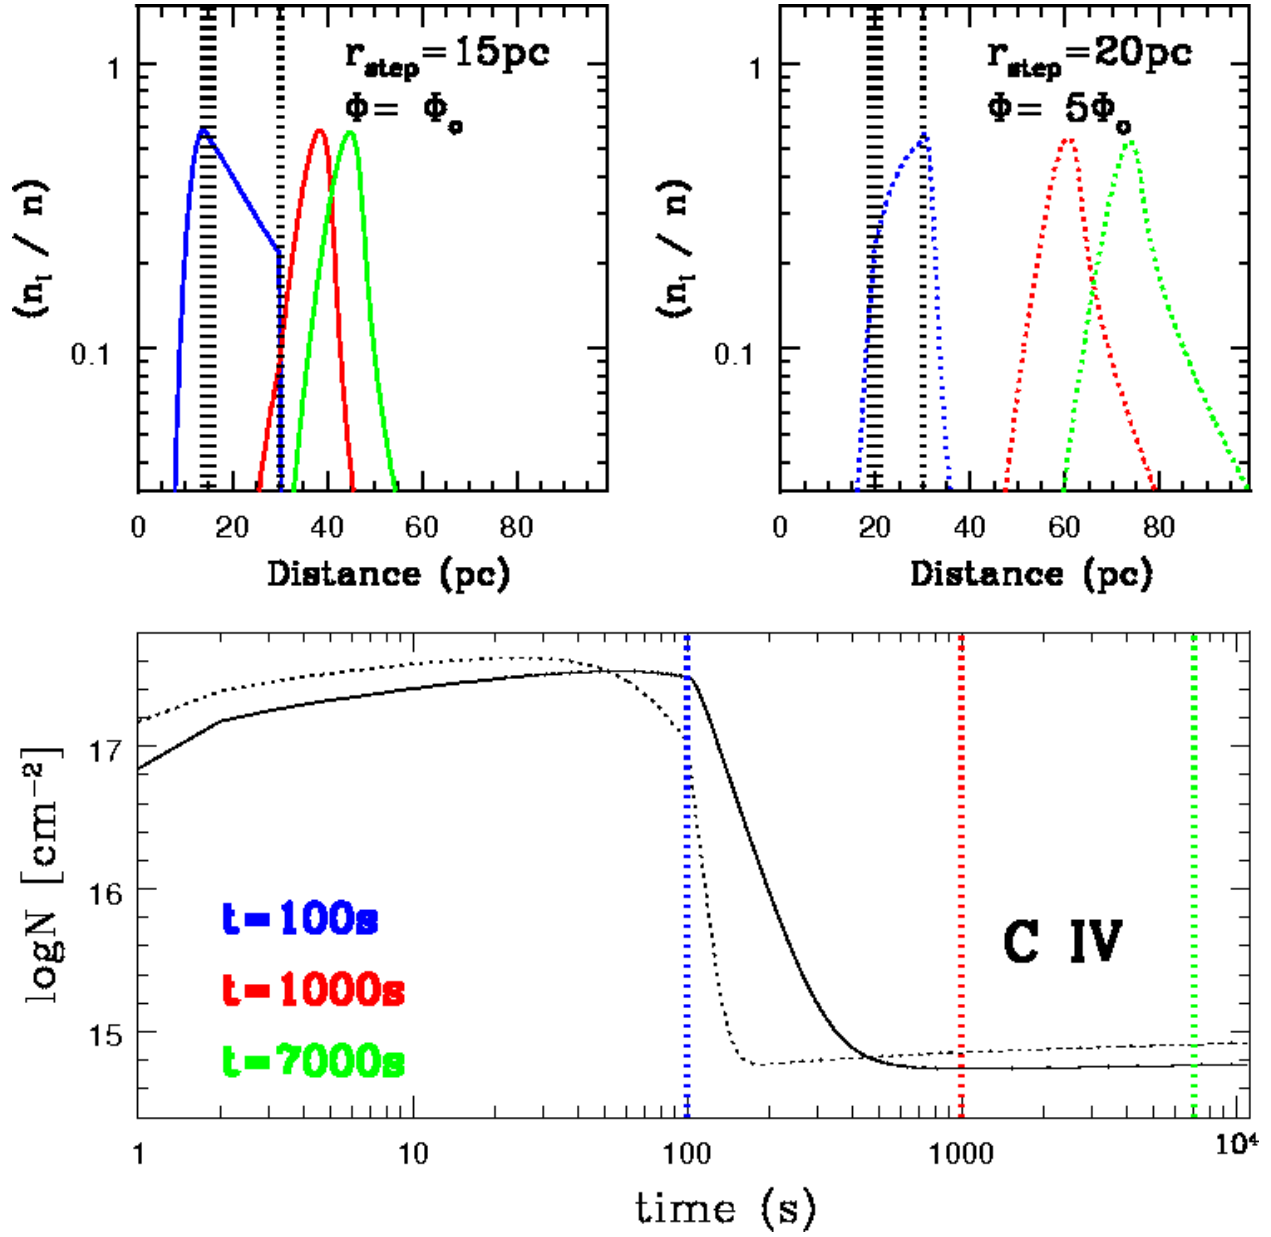 r_step=15pc
Φ= Φ_o
1
0.1
(n_i / n)
0 20 40 60 80
Distance (pc)
r_step=20pc
Φ= 5Φ_o
1
0.1
(n_i / n)
0 20 40 60 80
Distance (pc)
17
16
15
logN [cm⁻²]
t=100s
t=1000s
t=7000s
C IV
1 10 100 1000 10⁴
time (s)